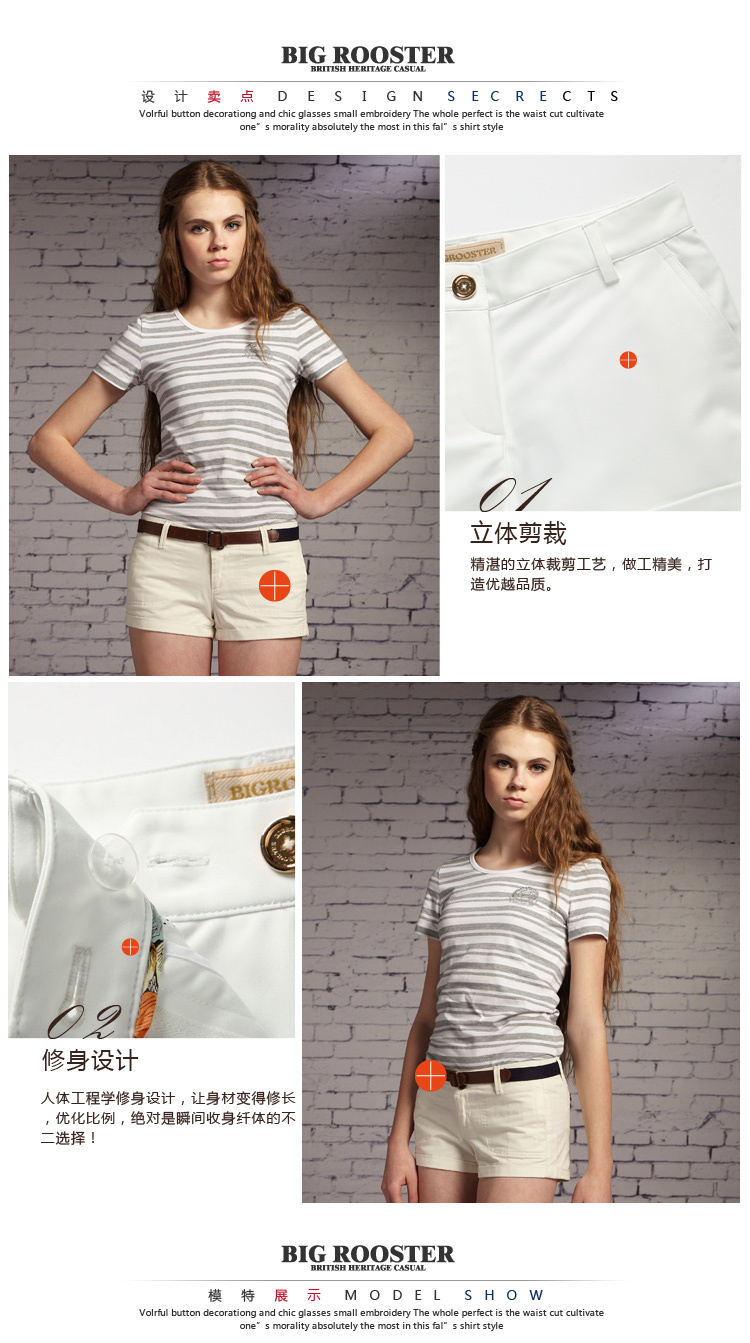 BIG ROOSTER
BRITISH HERITAGE CASUAL
设计卖点 DESIGN SECRECTS
Volrful button decorationg and chic glasses small embroidery The whole perfect is the waist cut cultivate
one”s morality absolutely the most in this fal”s shirt style
GROOSTER
01
立体剪裁
精湛的立体裁剪工艺，做工精美，打
造优越品质。
BIGRO
02
修身设计
人体工程学修身设计，让身材变得修长
，优化比例，绝对是瞬间收身纤体的不
二选择！
BIG ROOSTER
BRITISH HERITAGE CASUAL
模特展示 MODEL SHOW
Volrful button decorationg and chic glasses small embroidery The whole perfect is the waist cut cultivate
one”s morality absolutely the most in this fal”s shirt style